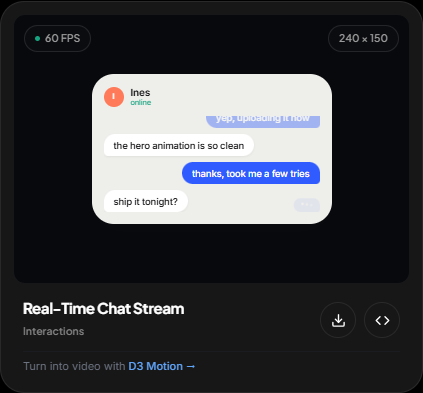 60 FPS
240 × 150
I
Ines
online
yep, uploading it now
the hero animation is so clean
thanks, took me a few tries
ship it tonight?
Real-Time Chat Stream
Interactions
Turn into video with D3 Motion →